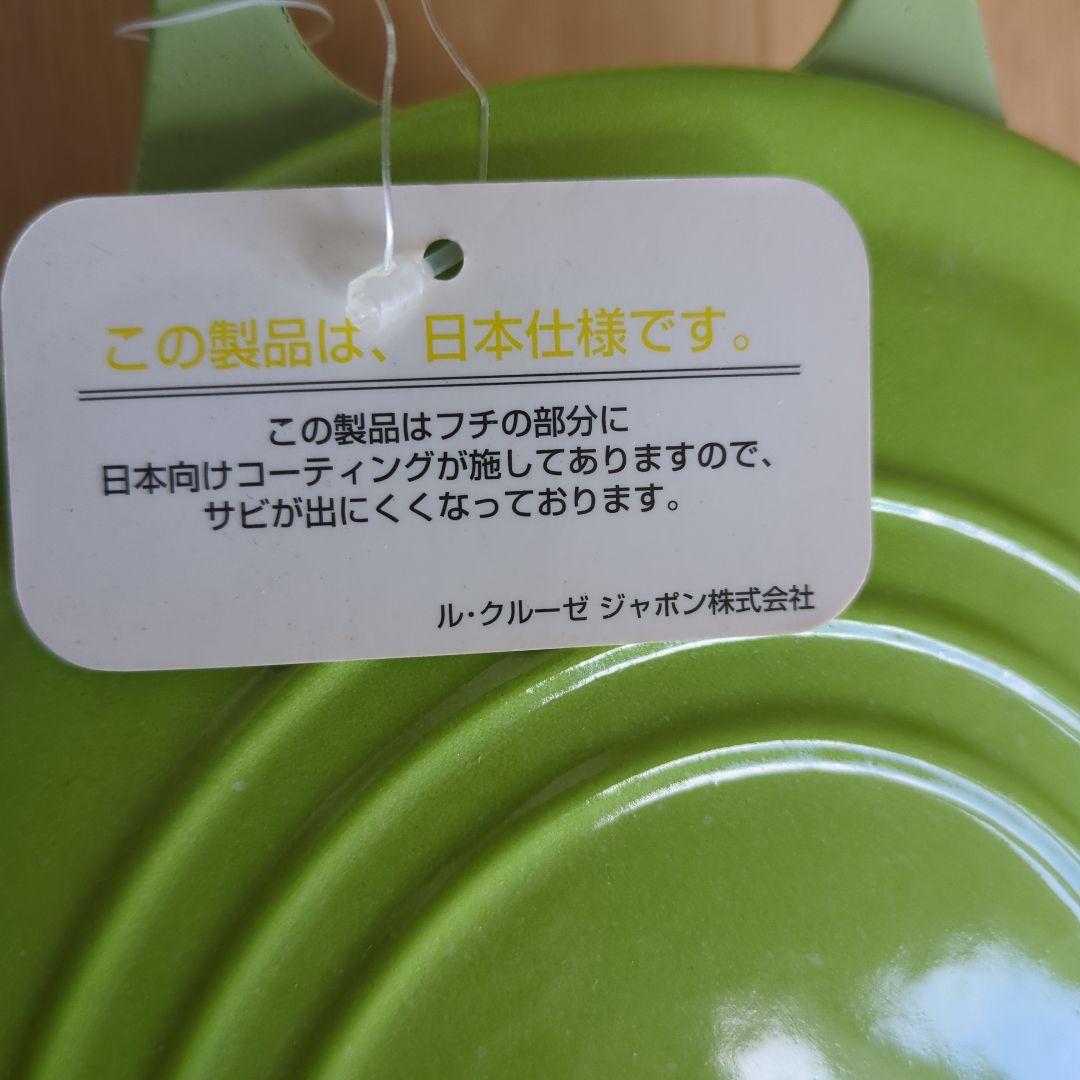 この製品は、日本仕様です。
この製品はフチの部分に
日本向けコーティングが施してありますので、
サビが出にくくなっております。
ル・クルーゼ ジャポン株式会社